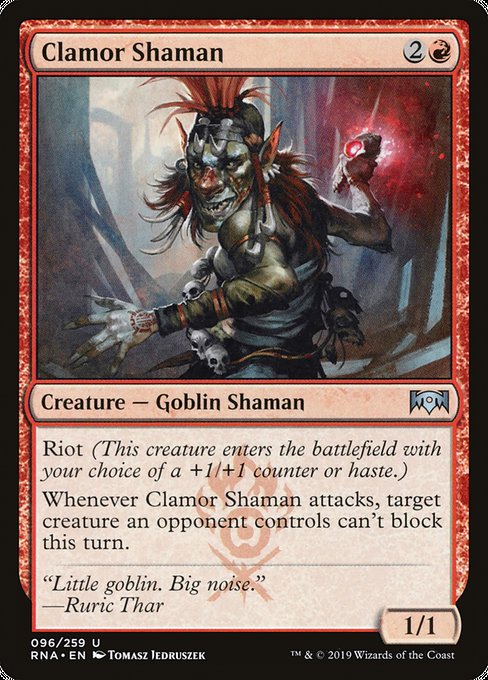 Clamor Shaman 2
Creature — Goblin Shaman
Riot (This creature enters the battlefield with
your choice of a +1/+1 counter or haste.)
Whenever Clamor Shaman attacks, target
creature an opponent controls can't block
this turn.
“Little goblin. Big noise.”
—Ruric Thar
1/1
096/259 U
RNA • EN Tomasz Jedruszek
™ & © 2019 Wizards of the Coast